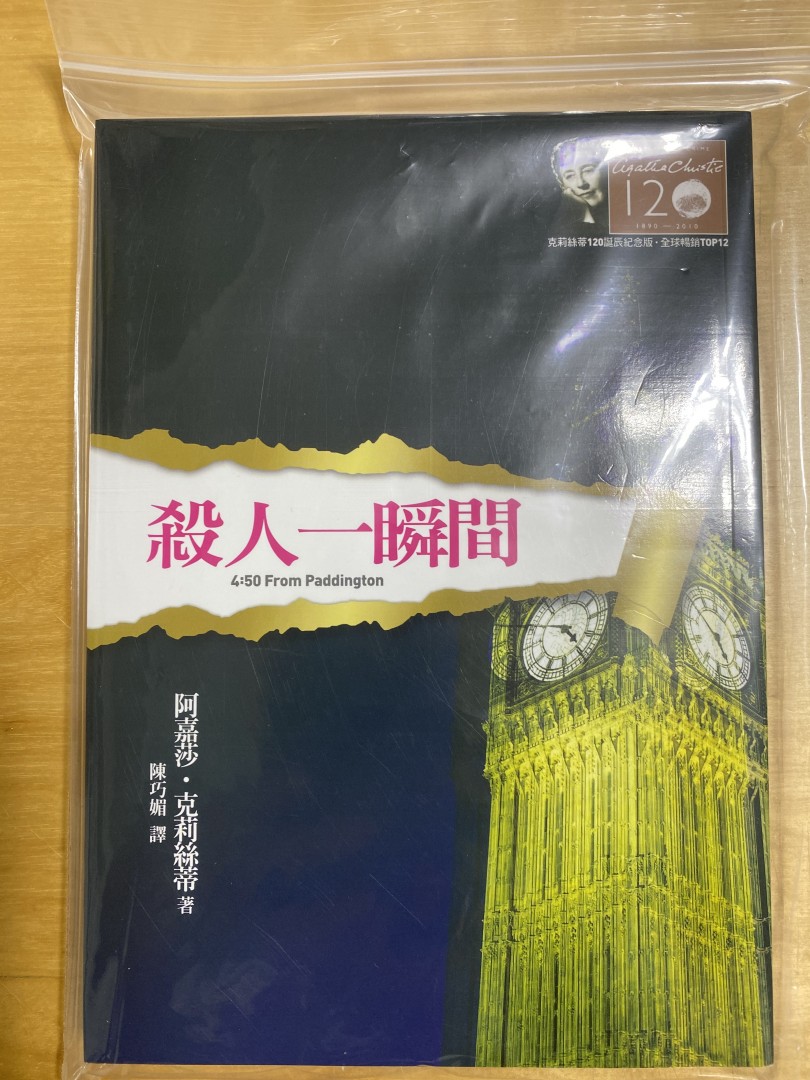 Agatha Christie
120
1890 — 2010
克莉絲蒂120誕辰紀念版・全球暢銷TOP12
殺人一瞬間
4:50 From Paddington
阿嘉莎・克莉絲蒂 著
陳巧媚 譯